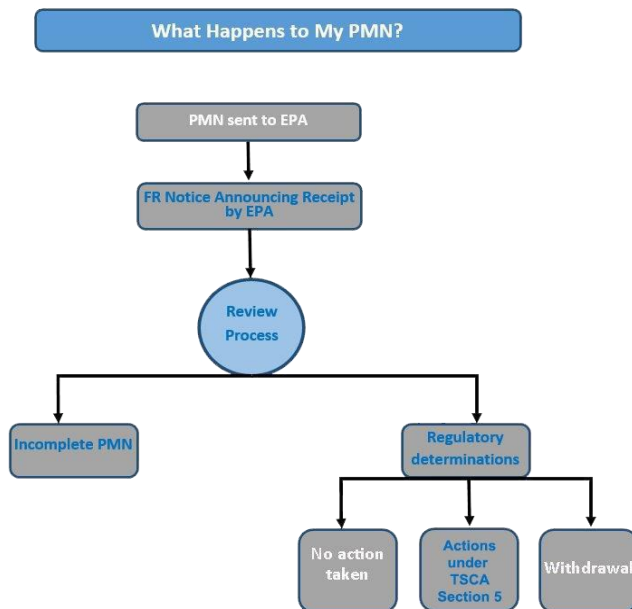 What Happens to My PMN?
PMN sent to EPA
FR Notice Announcing Receipt
by EPA
Review
Process
Incomplete PMN
Regulatory
determinations
No action
taken
Actions
under
TSCA
Section 5
Withdrawal